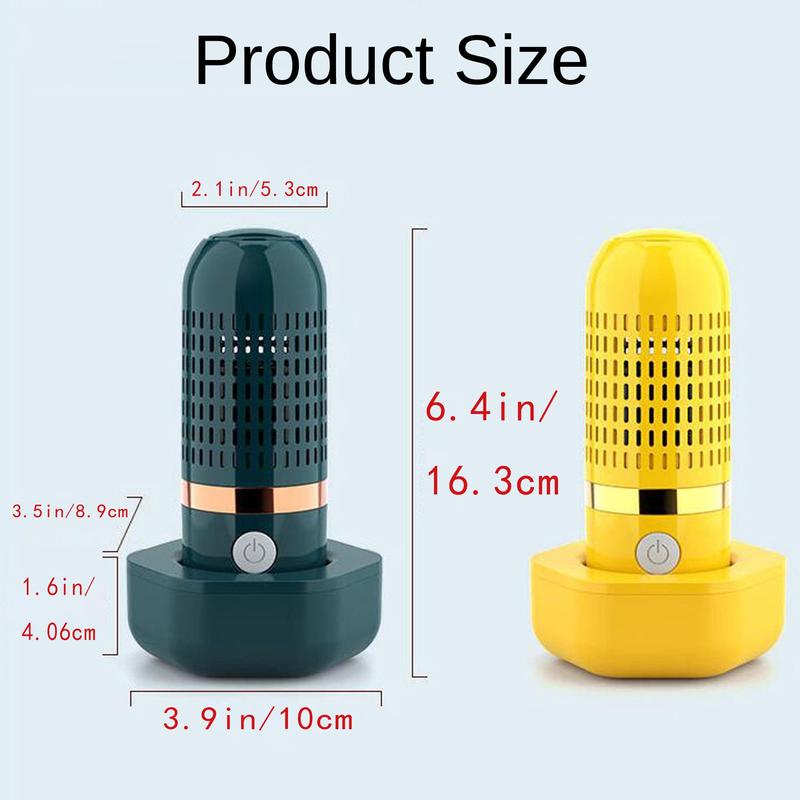 Product Size
2.1in/5.3cm
6.4in/
16.3cm
3.5in/8.9cm
1.6in/
4.06cm
3.9in/10cm